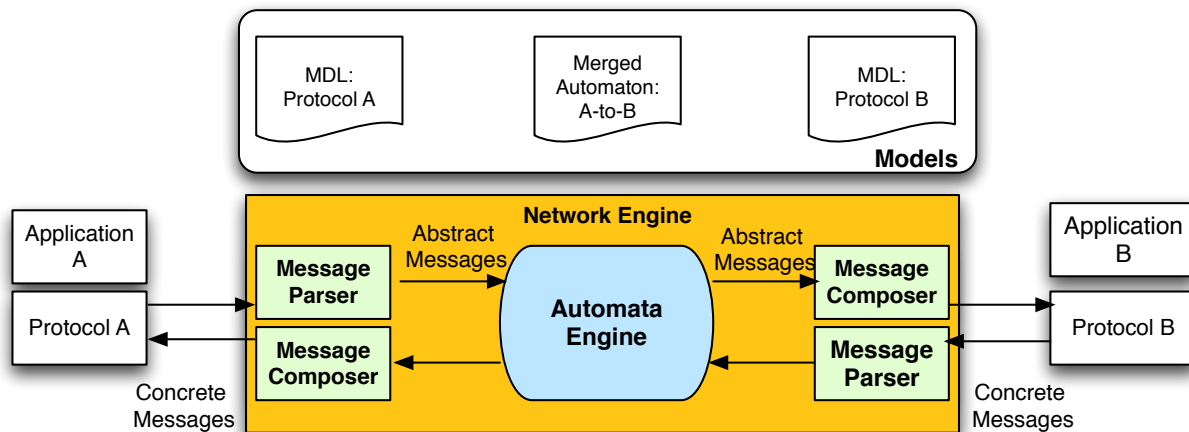 MDL:
Protocol A
Merged
Automaton:
A-to-B
MDL:
Protocol B
Models
Network Engine
Application
A
Protocol A
Concrete
Messages
Message
Parser
Message
Composer
Abstract
Messages
Automata
Engine
Abstract
Messages
Message
Composer
Message
Parser
Application
B
Protocol B
Concrete
Messages